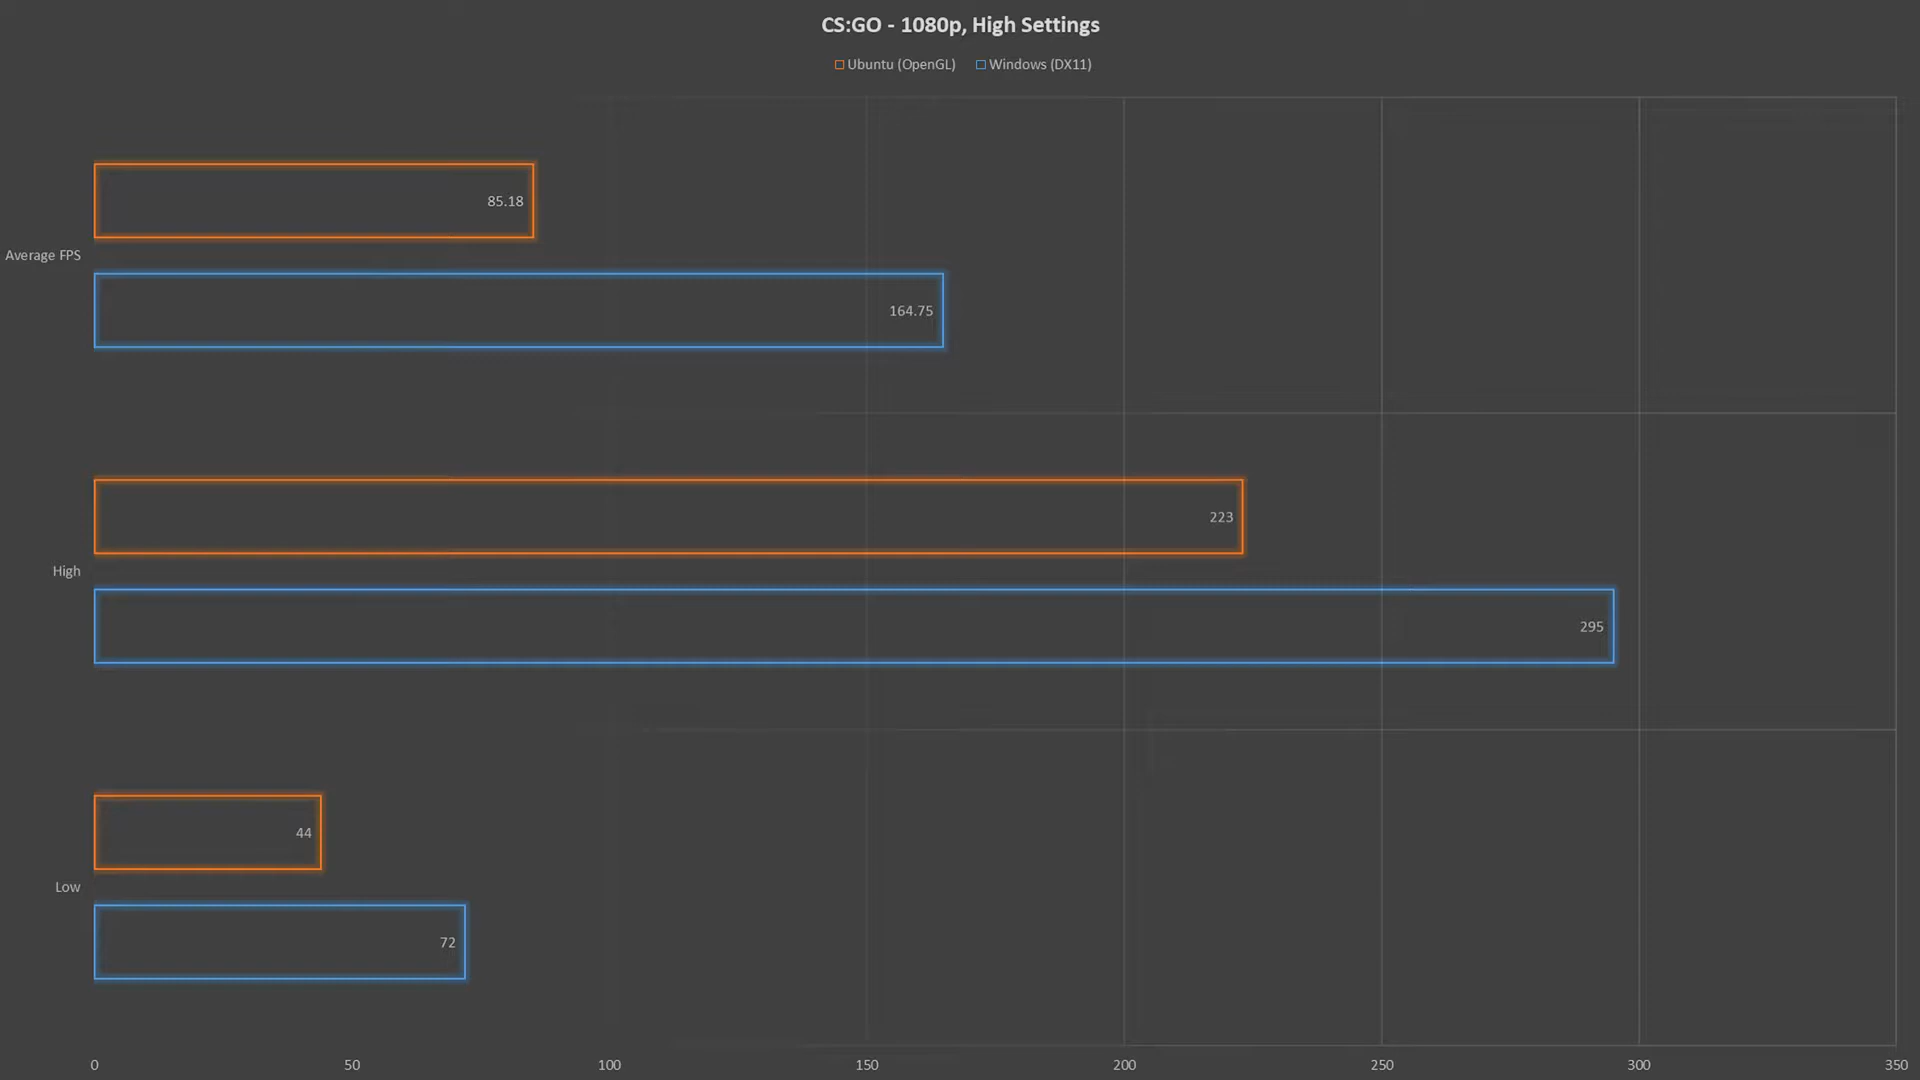 CS:GO - 1080p, High Settings
Ubuntu (OpenGL) Windows (DX11)
85.18
Average FPS
164.75
223
High
295
44
Low
72
0 50 100 150 200 250 300 350